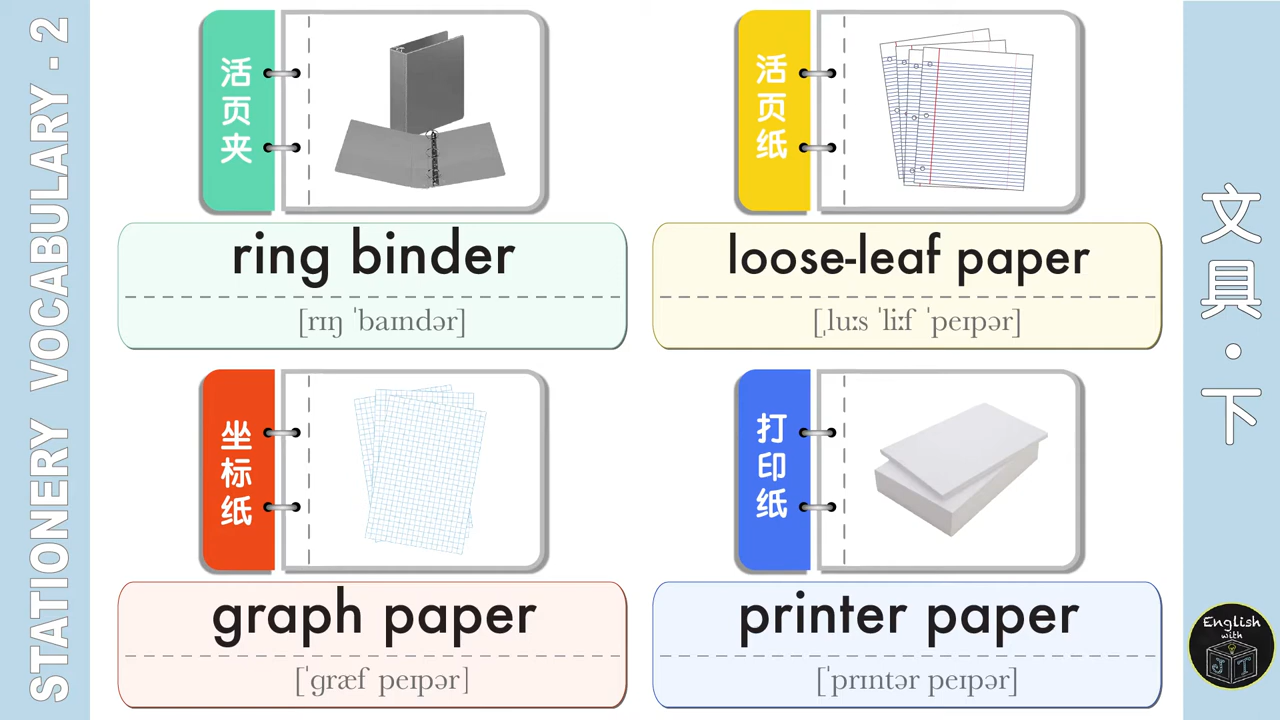 STATIONERY VOCABULARY - 2
活页夹
ring binder
[rɪŋ ˈbaɪndər]
活页纸
loose-leaf paper
[ˌluːs ˈliːf ˈpeɪpər]
坐标纸
graph paper
[ˈɡræf peɪpər]
打印纸
printer paper
[ˈprɪntər peɪpər]
文具·下
English
with
JT